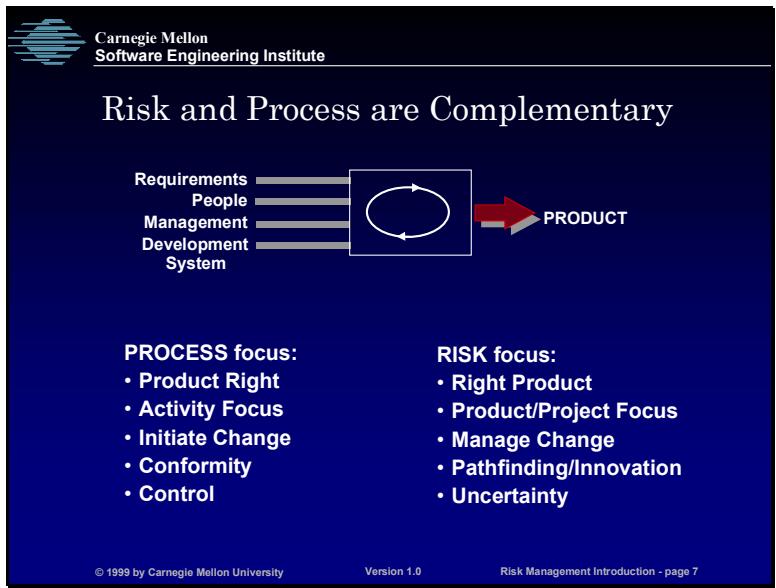 Carnegie Mellon
Software Engineering Institute
Risk and Process are Complementary
Requirements
People
Management
Development
System
PRODUCT
PROCESS focus:
• Product Right
• Activity Focus
• Initiate Change
• Conformity
• Control
RISK focus:
• Right Product
• Product/Project Focus
• Manage Change
• Pathfinding/Innovation
• Uncertainty
© 1999 by Carnegie Mellon University Version 1.0 Risk Management Introduction - page 7